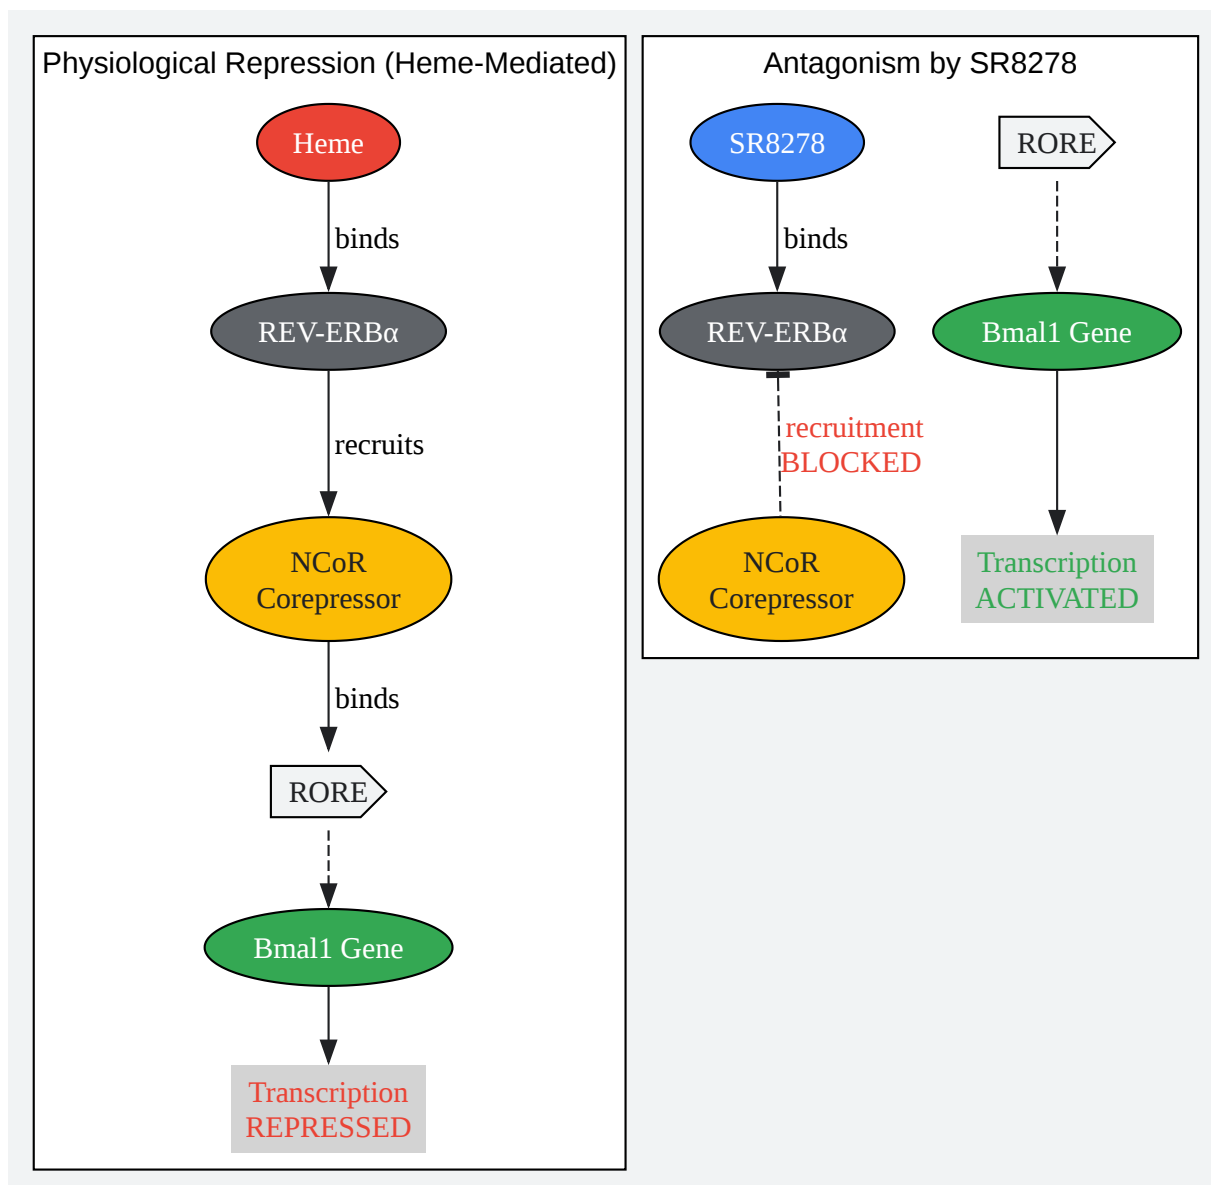 Physiological Repression (Heme-Mediated)
Heme
binds
REV-ERBα
recruits
NCoR
Corepressor
binds
RORE
Bmal1 Gene
Transcription
REPRESSED
Antagonism by SR8278
SR8278
binds
REV-ERBα
recruitment
BLOCKED
NCoR
Corepressor
RORE
Bmal1 Gene
Transcription
ACTIVATED